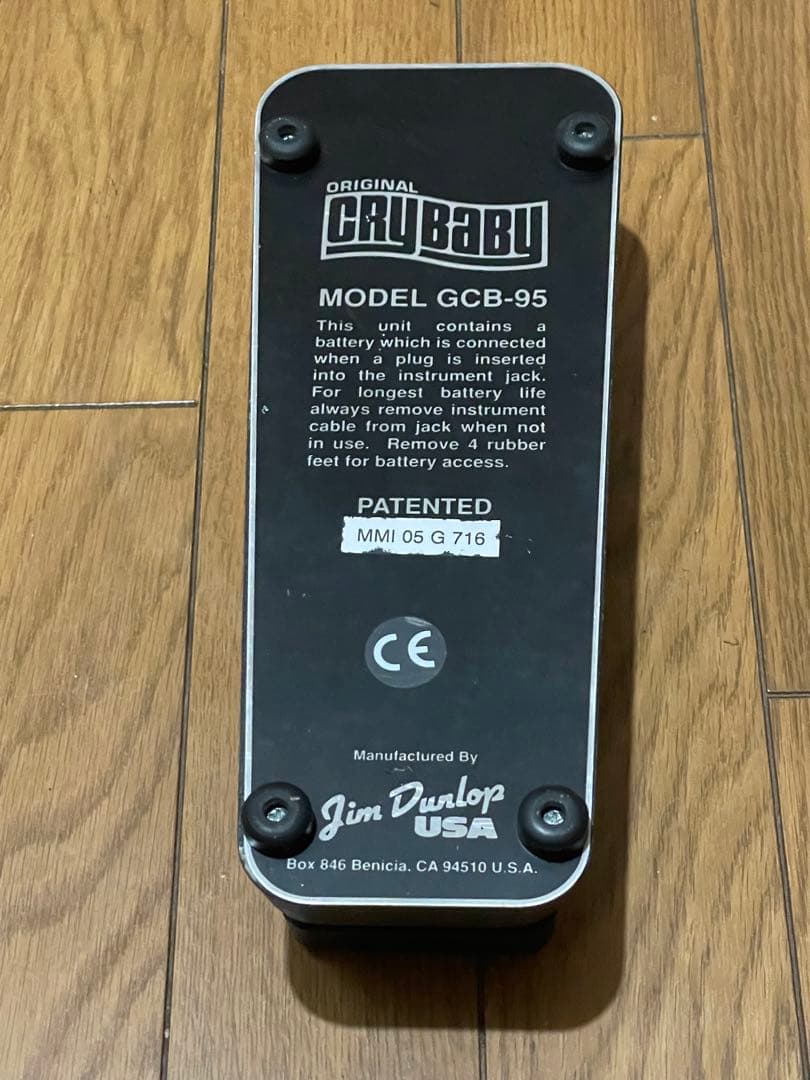 ORIGINAL
CRYBABY
MODEL GCB-95
This unit contains a
battery which is connected
when a plug is inserted
into the instrument jack.
For longest battery life
always remove instrument
cable from jack when not
in use. Remove 4 rubber
feet for battery access.
PATENTED
MMI 05 G 716
CE
Manufactured By
Jim Dunlop
USA
Box 846 Benicia, CA 94510 U.S.A.